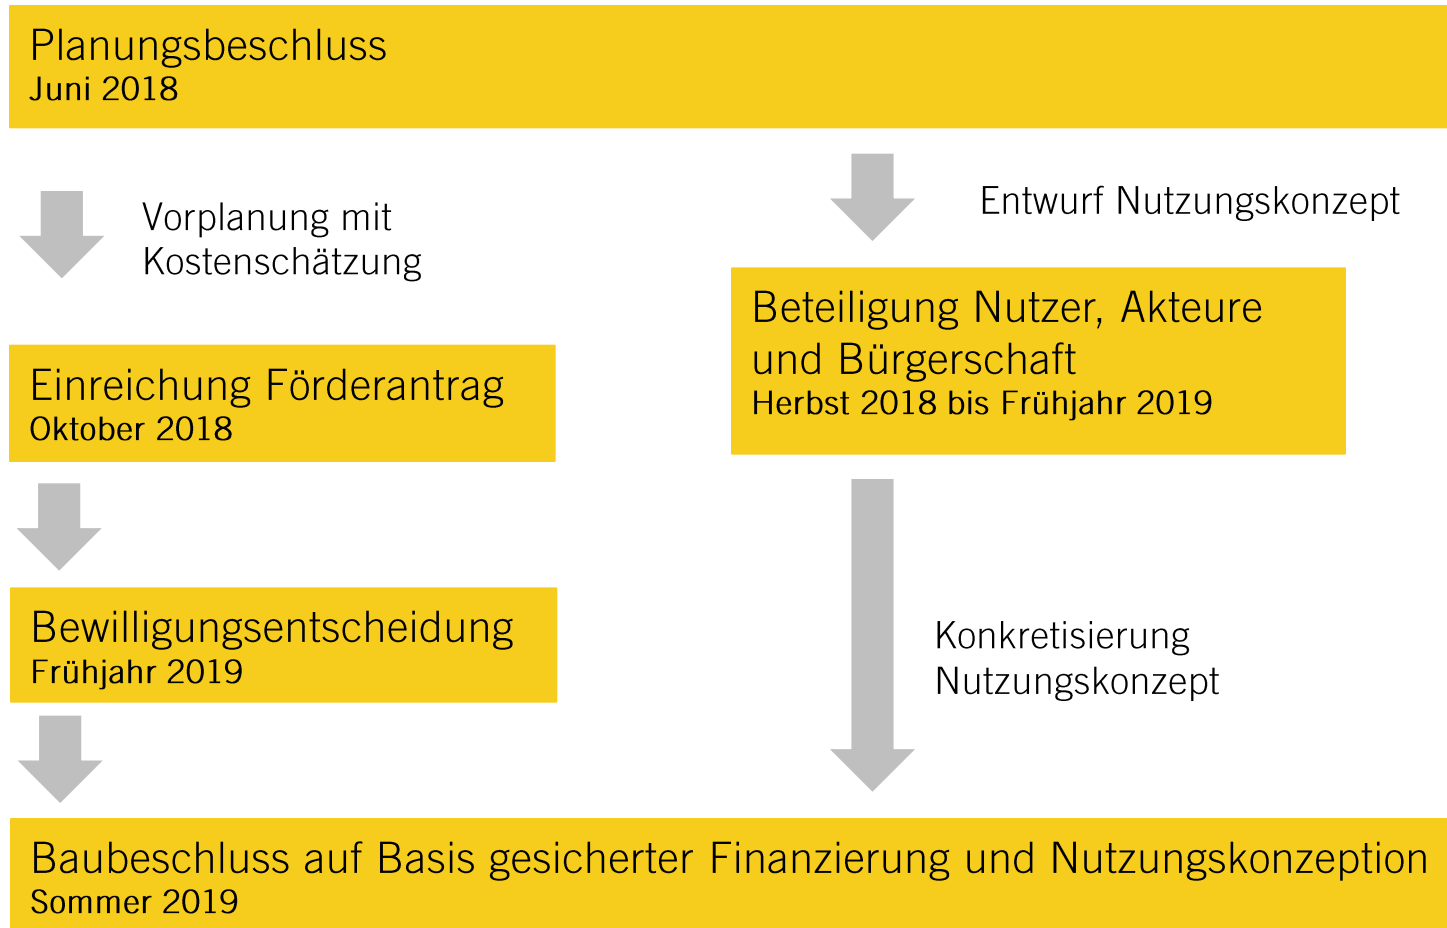 Planungsbeschluss
Juni 2018
Vorplanung mit
Kostenschätzung
Einreichung Förderantrag
Oktober 2018
Bewilligungsentscheidung
Frühjahr 2019
Entwurf Nutzungskonzept
Beteiligung Nutzer, Akteure
und Bürgerschaft
Herbst 2018 bis Frühjahr 2019
Konkretisierung
Nutzungskonzept
Baubeschluss auf Basis gesicherter Finanzierung und Nutzungskonzeption
Sommer 2019